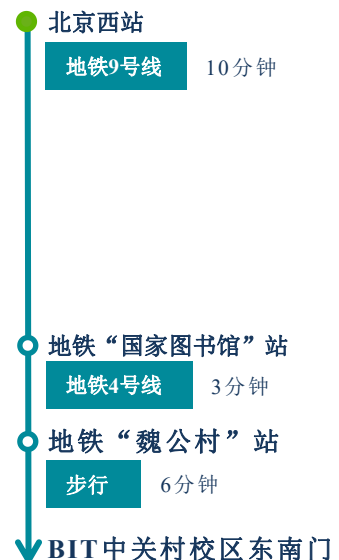 北京西站
地铁9号线 10分钟
地铁“国家图书馆”站
地铁4号线 3分钟
地铁“魏公村”站
步行 6分钟
BIT中关村校区东南门